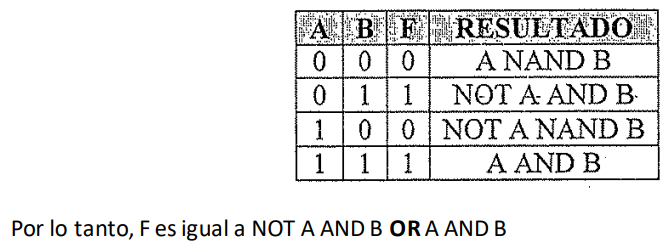 A B F RESULTADO
0 0 0 A NAND B
0 1 1 NOT A AND B
1 0 0 NOT A NAND B
1 1 1 A AND B
Por lo tanto, F es igual a NOT A AND B OR A AND B